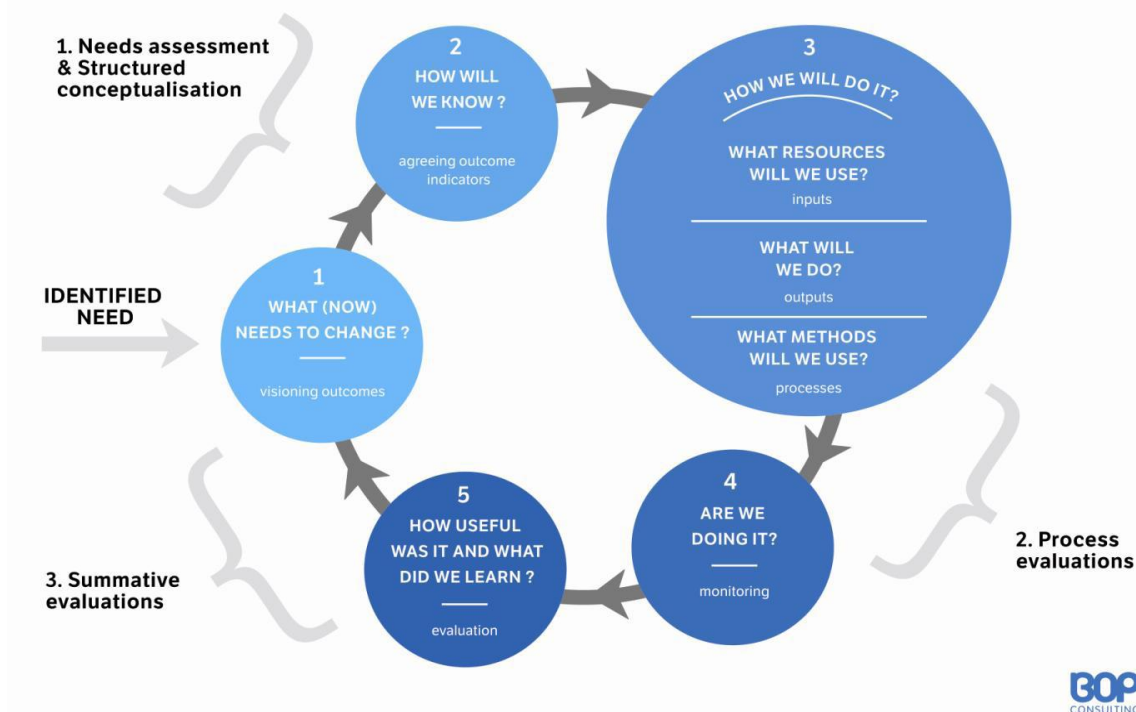 1. Needs assessment
& Structured
conceptualisation
2
HOW WILL
WE KNOW ?
agreeing outcome
indicators
3
HOW WE WILL DO IT?
WHAT RESOURCES
WILL WE USE?
inputs
WHAT WILL
WE DO?
outputs
WHAT METHODS
WILL WE USE?
processes
IDENTIFIED
NEED
1
WHAT (NOW)
NEEDS TO CHANGE ?
visioning outcomes
4
ARE WE
DOING IT?
monitoring
2. Process
evaluations
5
HOW USEFUL
WAS IT AND WHAT
DID WE LEARN ?
evaluation
3. Summative
evaluations
BOP
CONSULTING